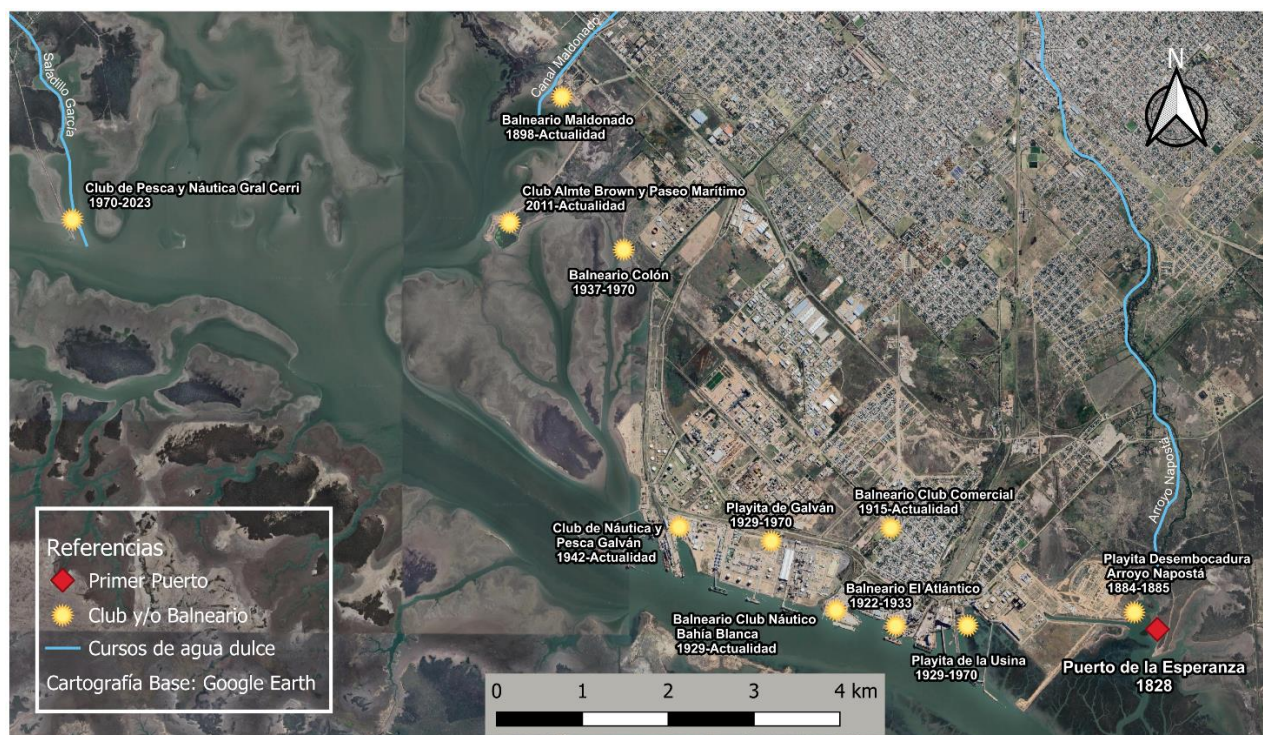 Saladillo García
Canal Maldonado
N
Balneario Maldonado
1898-Actualidad
Club de Pesca y Náutica Gral Cerri
1970-2023
Club Almte Brown y Paseo Marítimo
2011-Actualidad
Balneario Colón
1937-1970
Arroyo Napostá
Club de Náutica y
Pesca Galván
1942-Actualidad
Playita de Galván
1929-1970
Balneario Club Comercial
1915-Actualidad
Playita Desembocadura
Arroyo Napostá
1884-1885
Balneario El Atlántico
1922-1933
Balneario Club Náutico
Bahía Blanca
1929-Actualidad
Playita de la Usina
1929-1970
Puerto de la Esperanza
1828
Referencias
Primer Puerto
Club y/o Balneario
Cursos de agua dulce
Cartografía Base: Google Earth
0 1 2 3 4 km